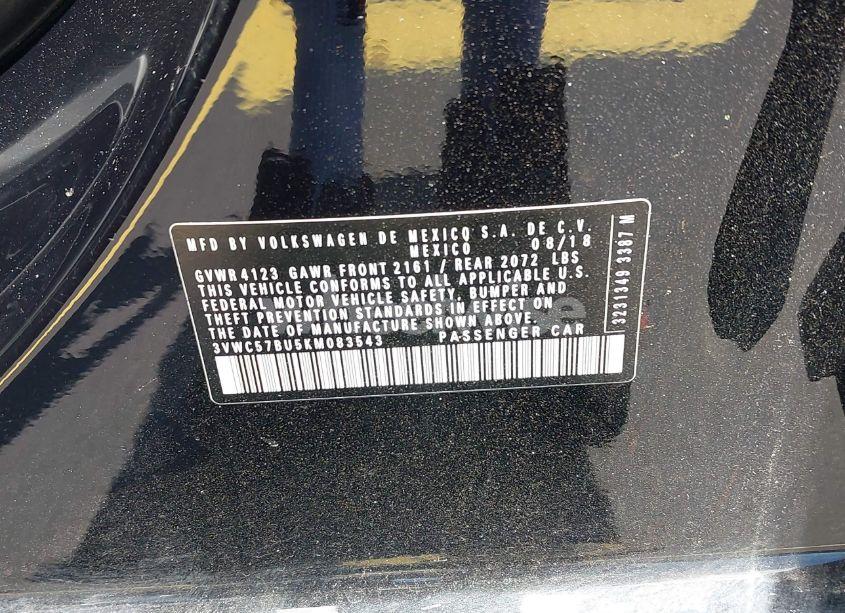 MFD BY VOLKSWAGEN DE MEXICO S.A. DE C.V.
MEXICO 08/18
GVWR 4123 GAWR FRONT 2161 / REAR 2072 LBS
THIS VEHICLE CONFORMS TO ALL APPLICABLE U.S.
FEDERAL MOTOR VEHICLE SAFETY, BUMPER AND
THEFT PREVENTION STANDARDS IN EFFECT ON
THE DATE OF MANUFACTURE SHOWN ABOVE.
3VWC57BU5KM083543 PASSENGER CAR
3231349 3387 M